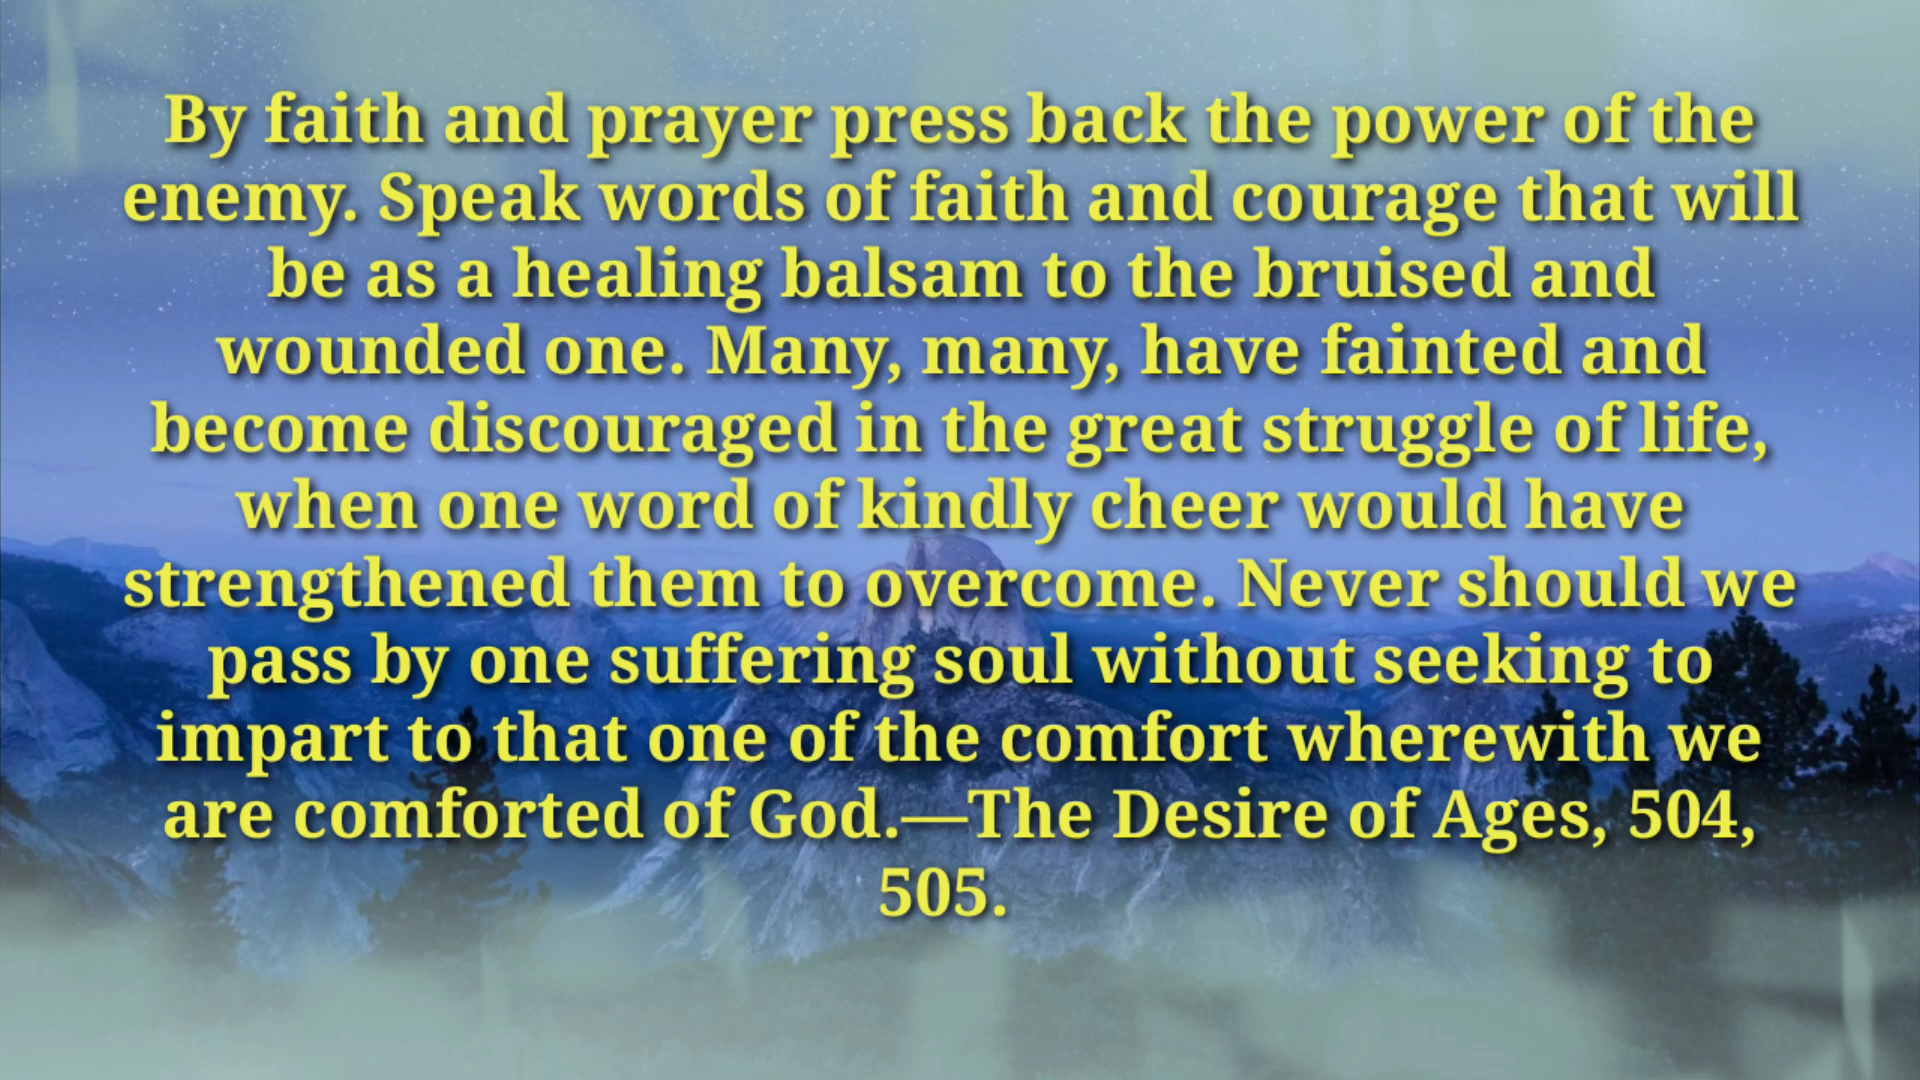 By faith and prayer press back the power of the
enemy. Speak words of faith and courage that will
be as a healing balsam to the bruised and
wounded one. Many, many, have fainted and
become discouraged in the great struggle of life,
when one word of kindly cheer would have
strengthened them to overcome. Never should we
pass by one suffering soul without seeking to
impart to that one of the comfort wherewith we
are comforted of God.—The Desire of Ages, 504,
505.